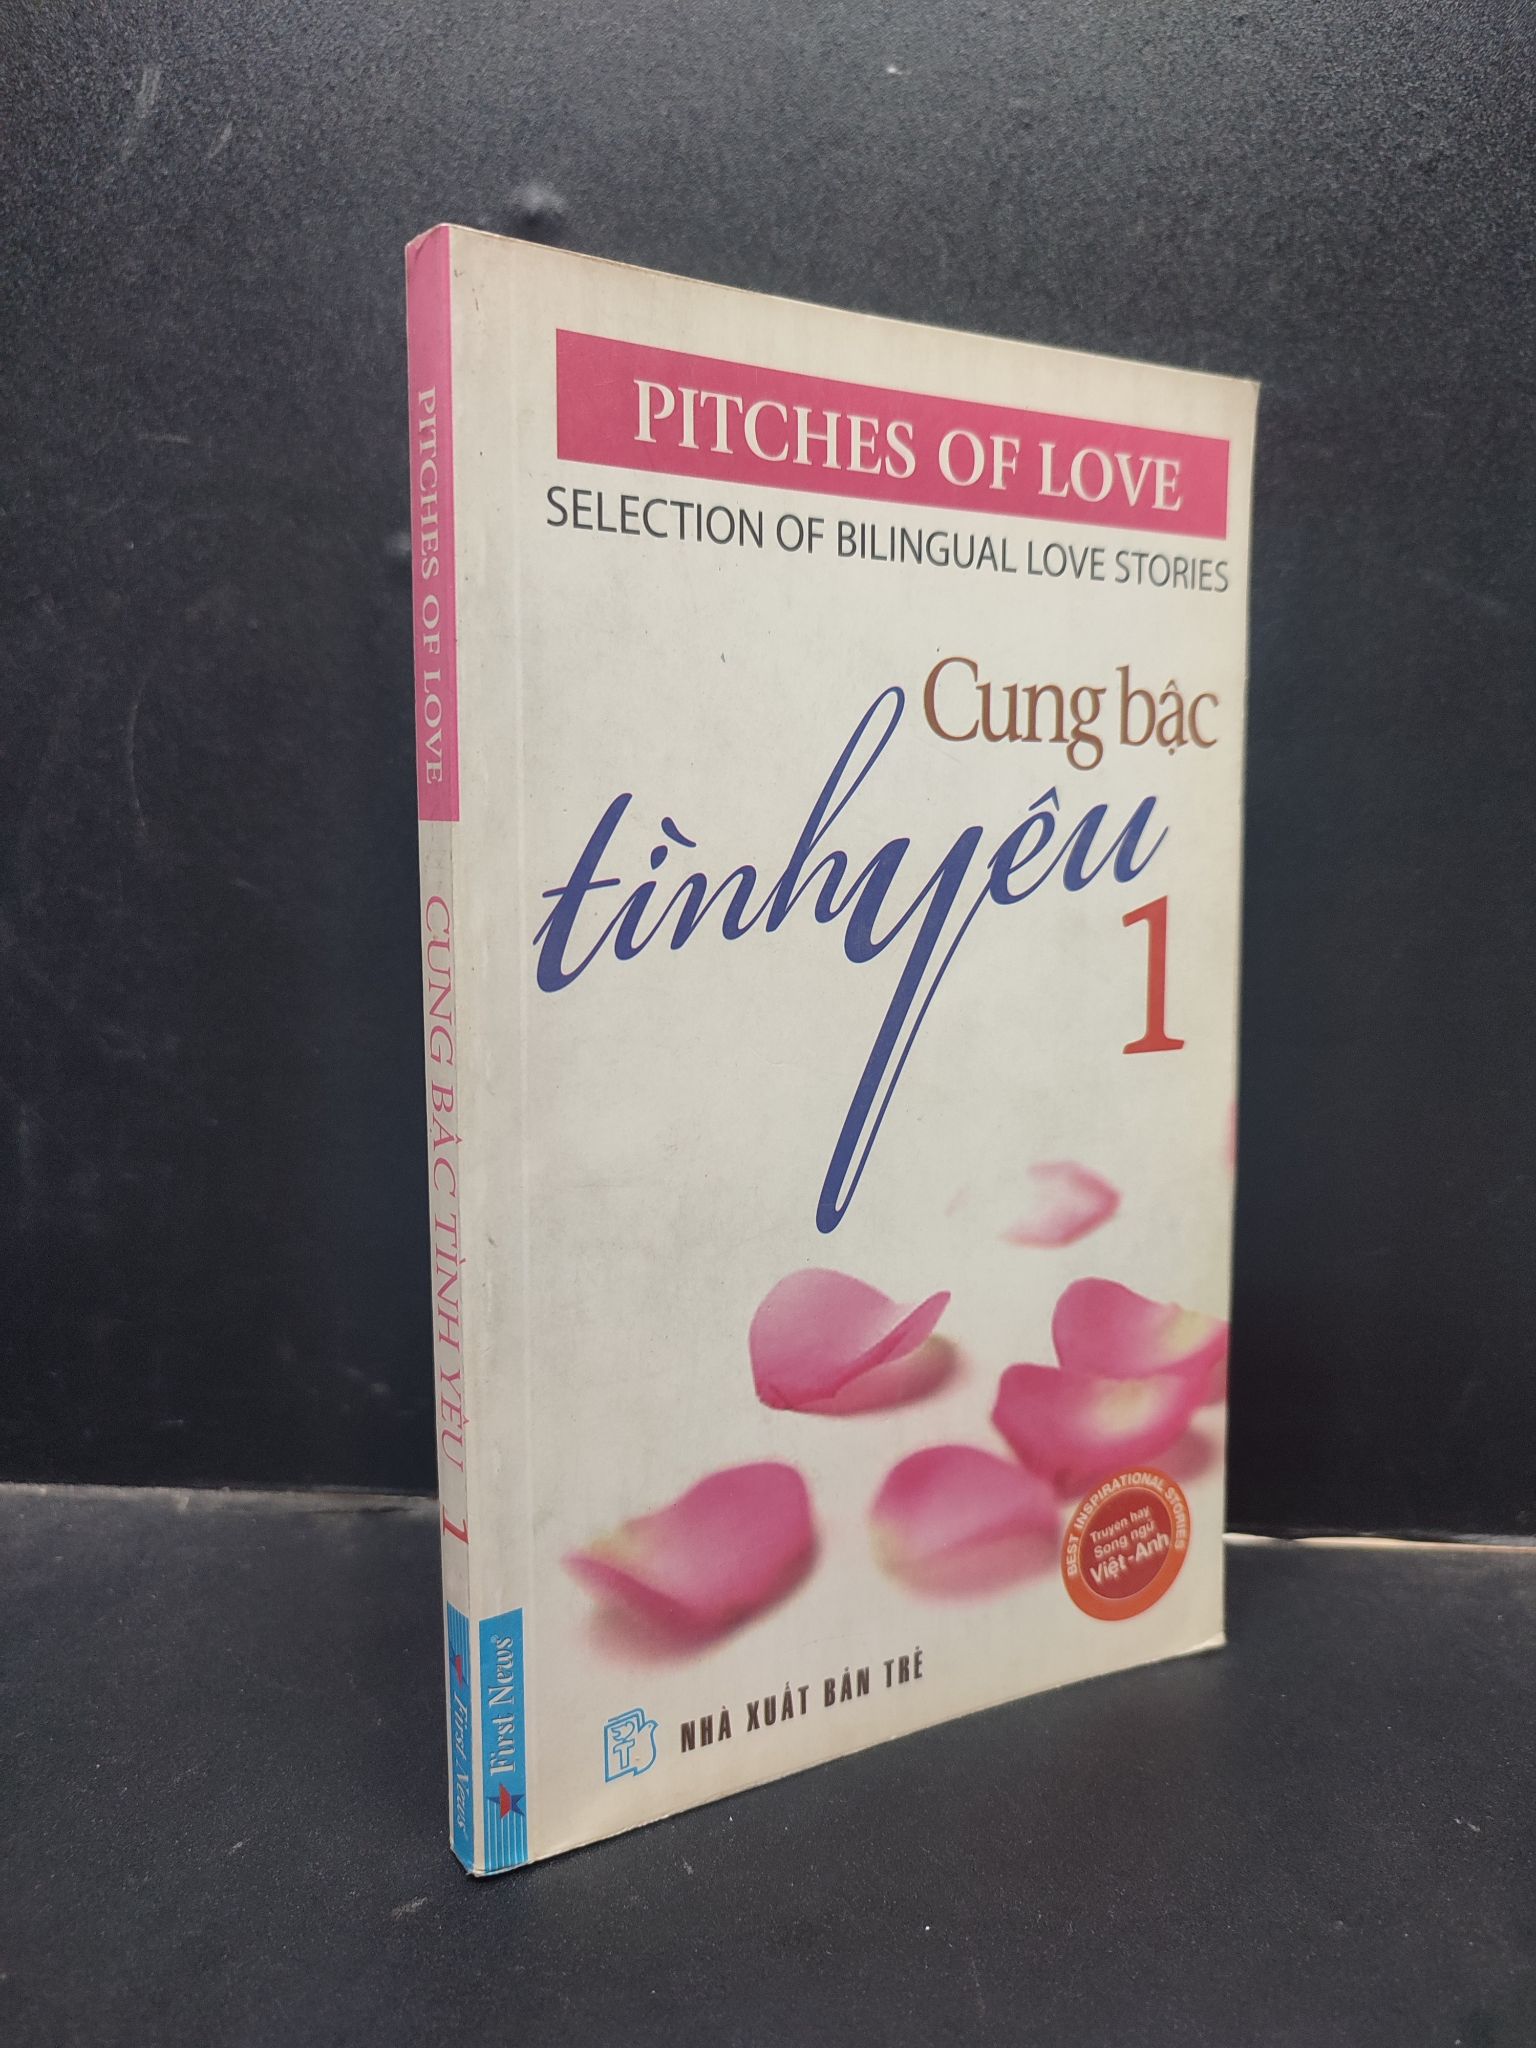 PITCHES OF LOVE
SELECTION OF BILINGUAL LOVE STORIES
Cung bậc
tình yêu
1
BEST INSPIRATIONAL STORIES
Truyện hay
Song ngữ
Việt - Anh
NHÀ XUẤT BẢN TRẺ
First News®
PITCHES OF LOVE
CUNG BẬC TÌNH YÊU 1
First News